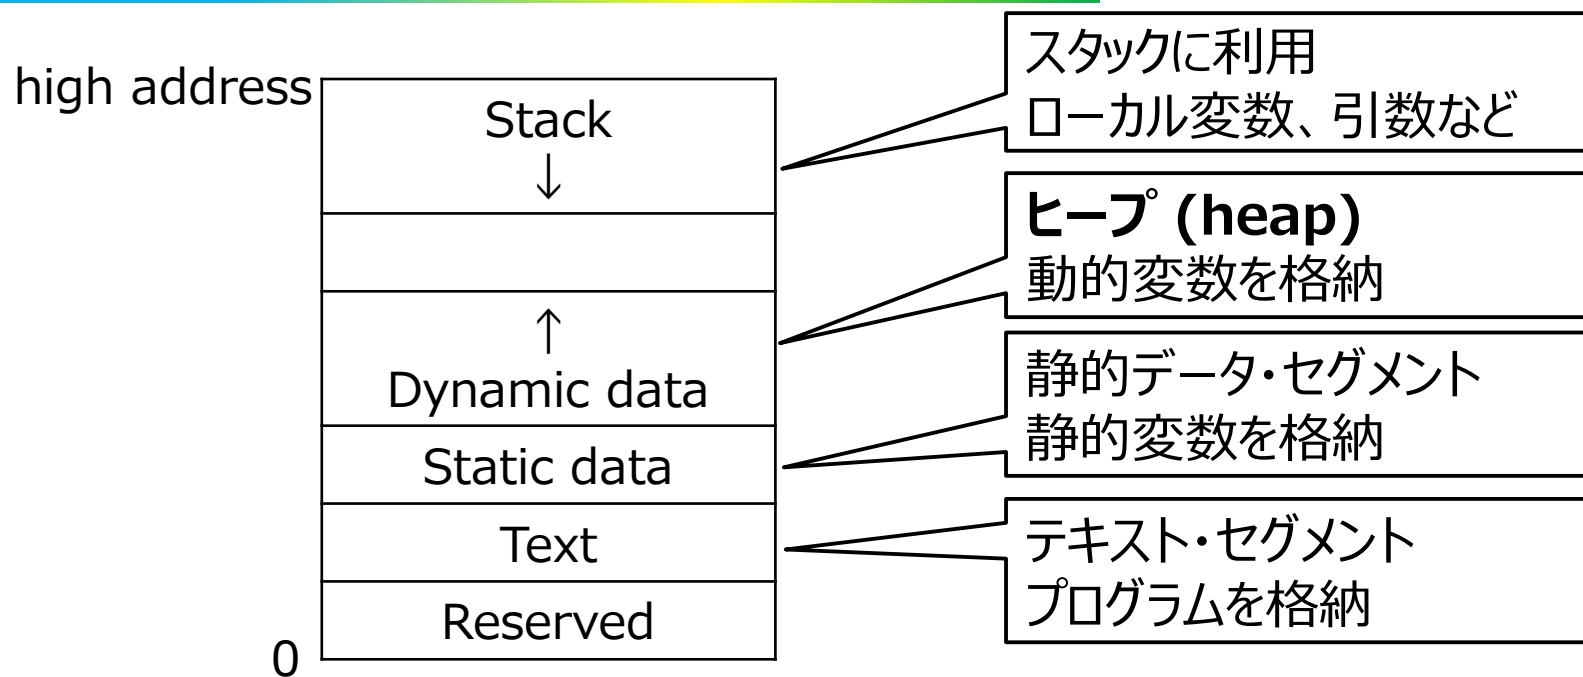 high address
Stack
↓
↑
Dynamic data
Static data
Text
Reserved
0
スタックに利用
ローカル変数、引数など
ヒープ (heap)
動的変数を格納
静的データ・セグメント
静的変数を格納
テキスト・セグメント
プログラムを格納